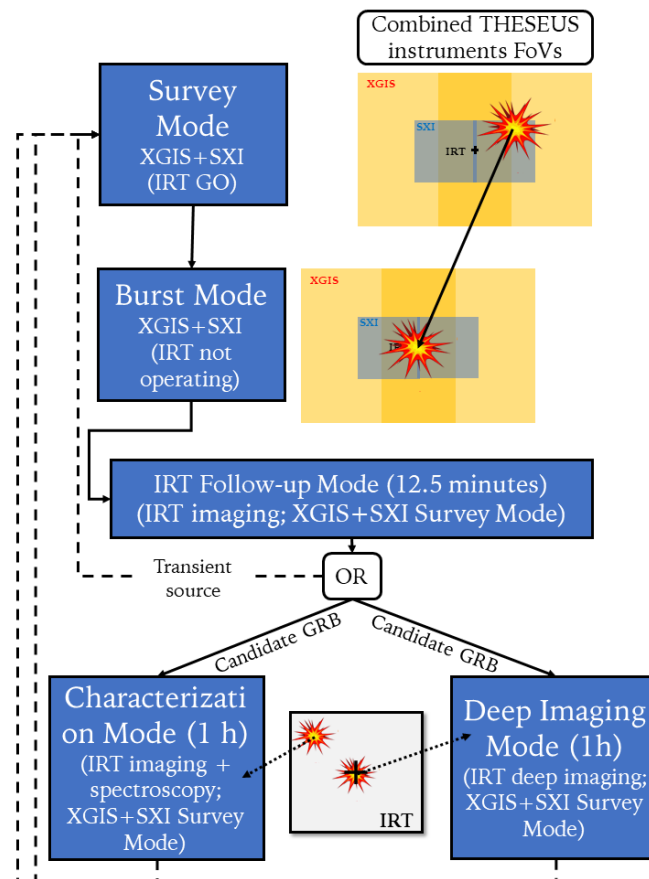 Combined THESEUS
instruments FoVs
Survey
Mode
XGIS+SXI
(IRT GO)
XGIS
SXI
IRT
Burst Mode
XGIS+SXI
(IRT not
operating)
XGIS
SXI
IRT Follow-up Mode (12.5 minutes)
(IRT imaging; XGIS+SXI Survey Mode)
Transient
source
OR
Candidate GRB
Candidate GRB
Characterizati
on Mode (1 h)
(IRT imaging +
spectroscopy;
XGIS+SXI Survey
Mode)
IRT
Deep Imaging
Mode (1h)
(IRT deep imaging;
XGIS+SXI Survey
Mode)